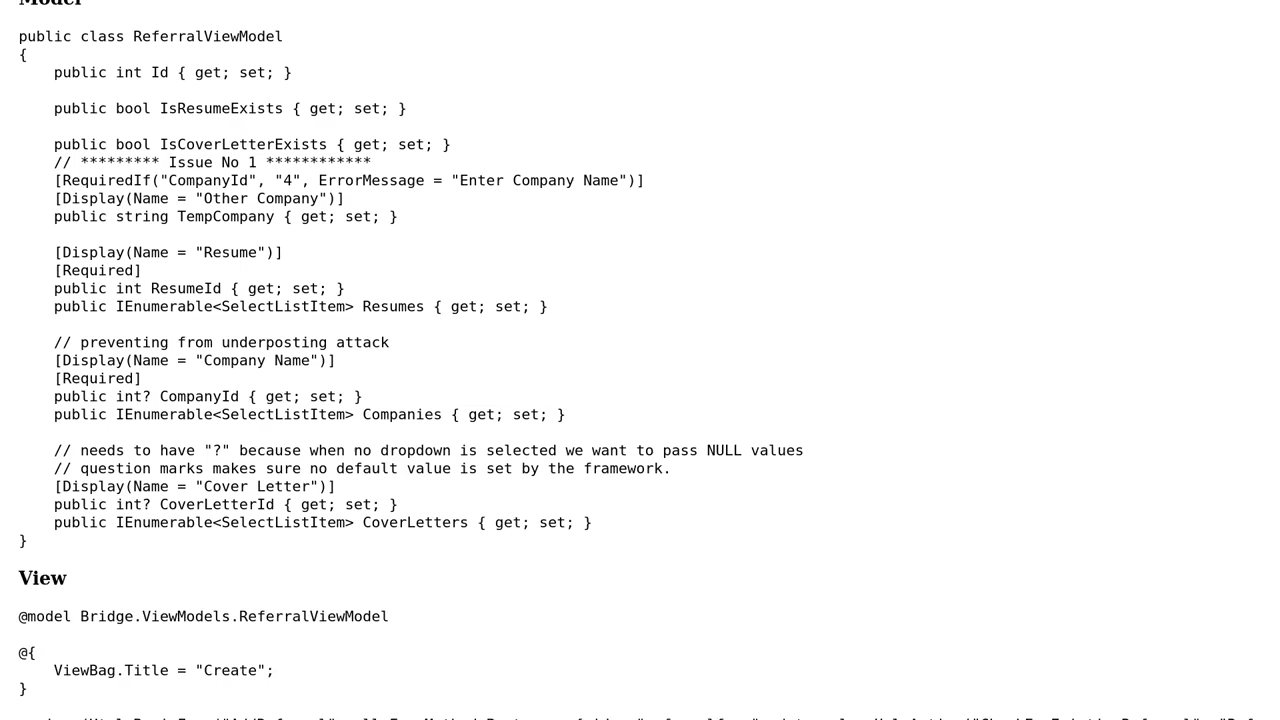 Model
public class ReferralViewModel
{
    public int Id { get; set; }

    public bool IsResumeExists { get; set; }

    public bool IsCoverLetterExists { get; set; }
    // ********* Issue No 1 ************
    [RequiredIf("CompanyId", "4", ErrorMessage = "Enter Company Name")]
    [Display(Name = "Other Company")]
    public string TempCompany { get; set; }

    [Display(Name = "Resume")]
    [Required]
    public int ResumeId { get; set; }
    public IEnumerable<SelectListItem> Resumes { get; set; }

    // preventing from underposting attack
    [Display(Name = "Company Name")]
    [Required]
    public int? CompanyId { get; set; }
    public IEnumerable<SelectListItem> Companies { get; set; }

    // needs to have "?" because when no dropdown is selected we want to pass NULL values
    // question marks makes sure no default value is set by the framework.
    [Display(Name = "Cover Letter")]
    public int? CoverLetterId { get; set; }
    public IEnumerable<SelectListItem> CoverLetters { get; set; }
}
View
@model Bridge.ViewModels.ReferralViewModel

@{
    ViewBag.Title = "Create";
}